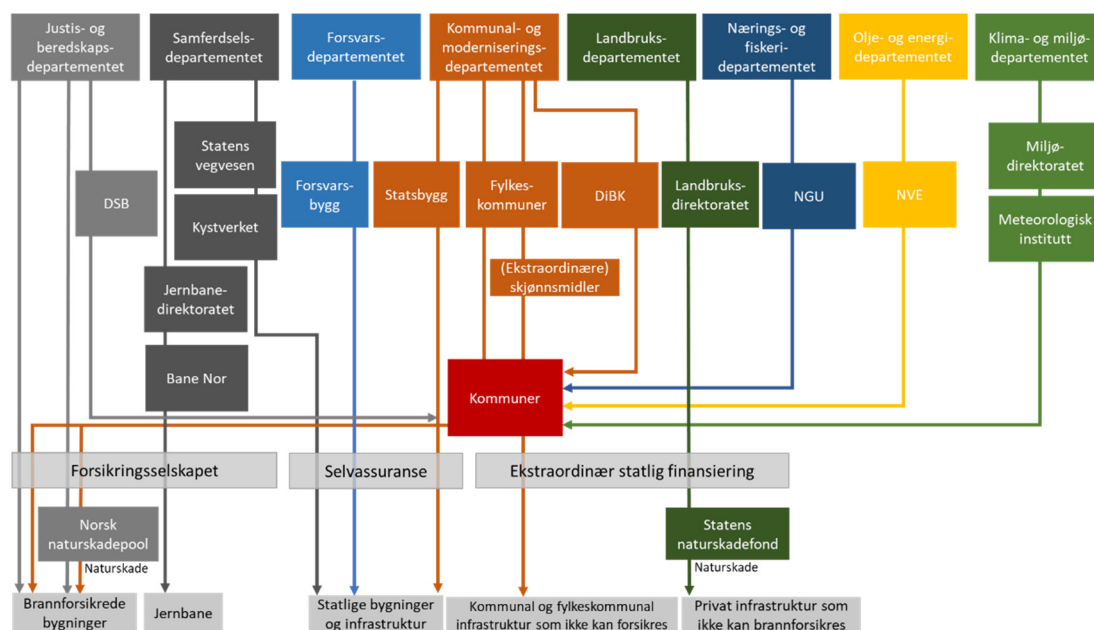 Justis- og
beredskaps-
departementet
Samferdsels-
departementet
Forsvars-
departementet
Kommunal- og
moderniserings-
departementet
Landbruks-
departementet
Nærings- og
fiskeri-
departementet
Olje- og energi-
departementet
Klima- og miljø-
departementet
Statens
vegvesen
Miljø-
direktoratet
DSB
Kystverket
Forsvars-
bygg
Statsbygg
Fylkes-
kommuner
DiBK
Landbruks-
direktoratet
NGU
NVE
Meteorologisk
institutt
Jernbane-
direktoratet
(Ekstraordinære)
skjønnsmidler
Bane Nor
Kommuner
Forsikringsselskapet
Selvassuranse
Ekstraordinær statlig finansiering
Norsk
naturskadepool
Naturskade
Statens
naturskadefond
Naturskade
Brannforsikrede
bygninger
Jernbane
Statlige bygninger
og infrastruktur
Kommunal og fylkeskommunal
infrastruktur som ikke kan forsikres
Privat infrastruktur som
ikke kan brannforsikres